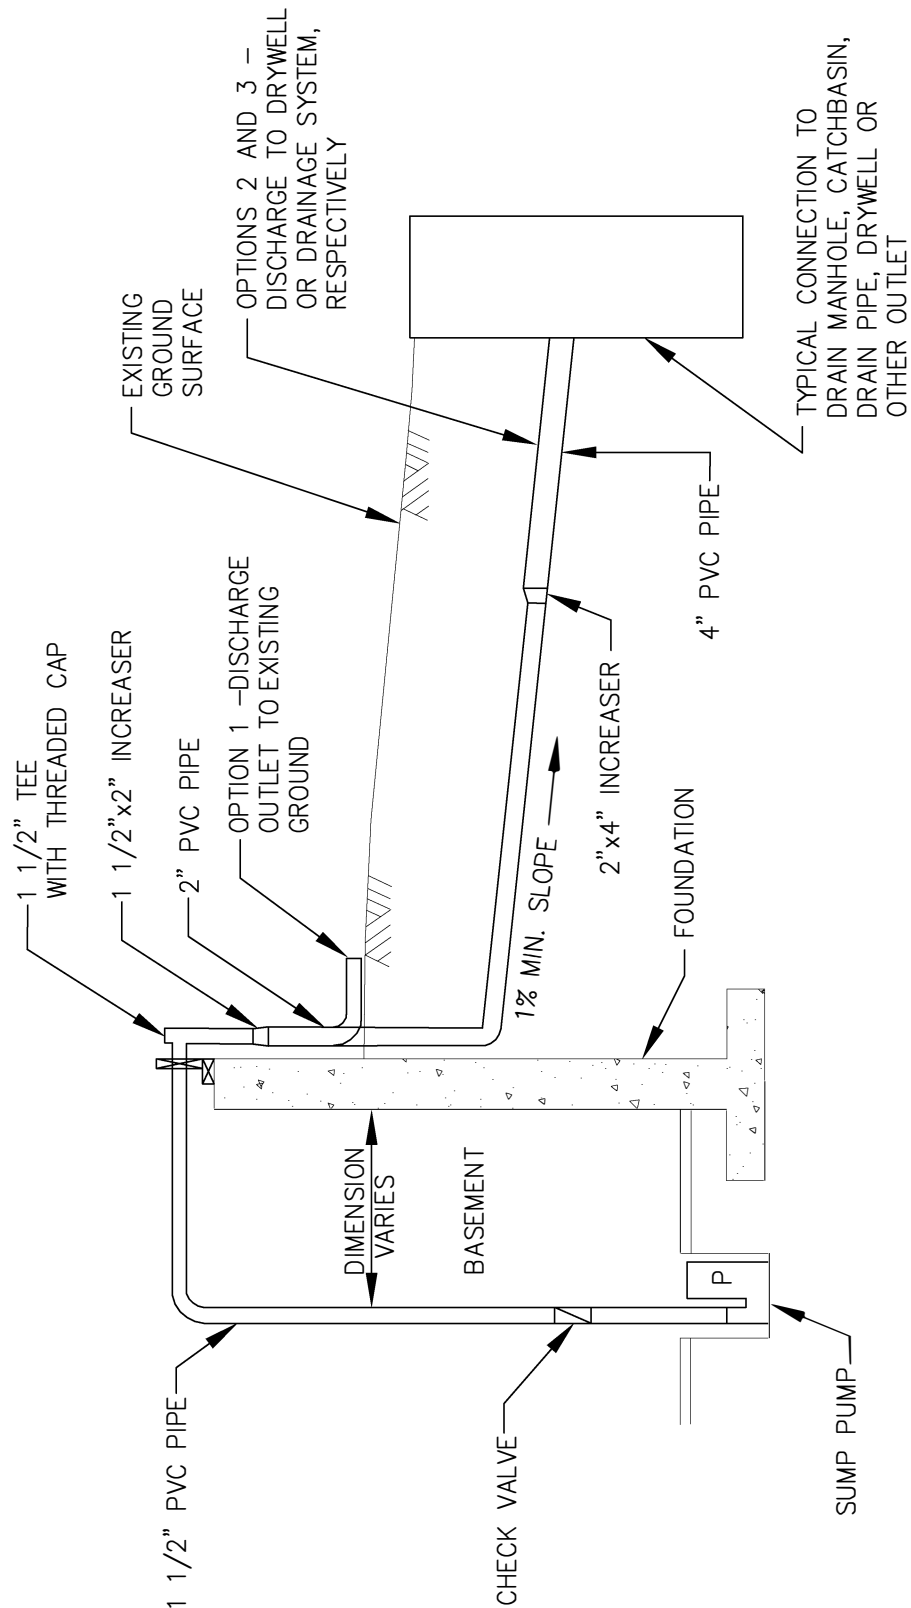 1 1/2" TEE
WITH THREADED CAP
1 1/2"x2" INCREASER
2" PVC PIPE
OPTION 1 -DISCHARGE
OUTLET TO EXISTING
GROUND
EXISTING
GROUND
SURFACE
OPTIONS 2 AND 3 -
DISCHARGE TO DRYWELL
OR DRAINAGE SYSTEM,
RESPECTIVELY
1 1/2" PVC PIPE
DIMENSION
VARIES
BASEMENT
CHECK VALVE
P
SUMP PUMP
FOUNDATION
1% MIN. SLOPE
2"x4" INCREASER
4" PVC PIPE
TYPICAL CONNECTION TO
DRAIN MANHOLE, CATCHBASIN,
DRAIN PIPE, DRYWELL OR
OTHER OUTLET